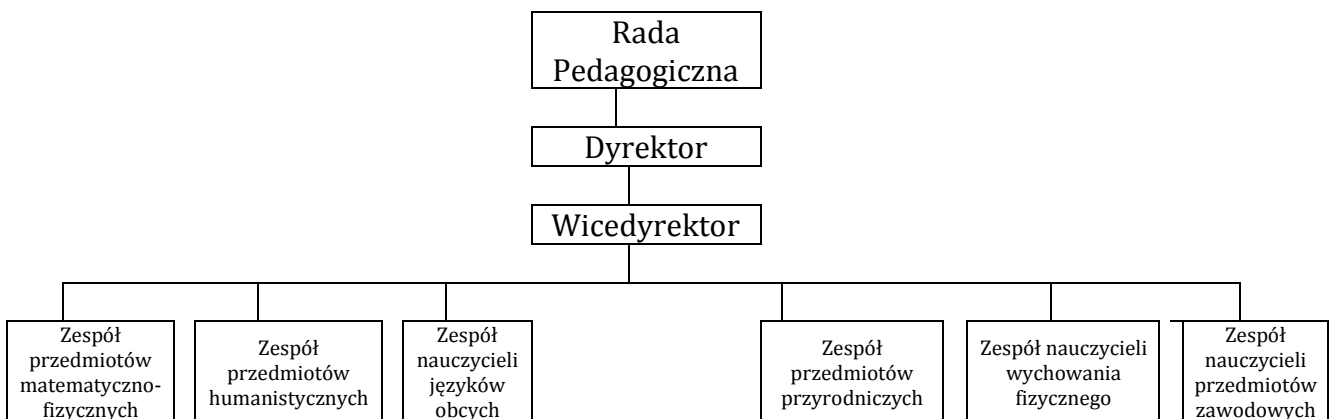 Rada
Pedagogiczna
Dyrektor
Wicedyrektor
Zespół
przedmiotów
matematyczno-
fizycznych
Zespół
przedmiotów
humanistycznych
Zespół
nauczycieli
języków
obcych
Zespół
przedmiotów
przyrodniczych
Zespół nauczycieli
wychowania
fizycznego
Zespół
nauczycieli
przedmiotów
zawodowych